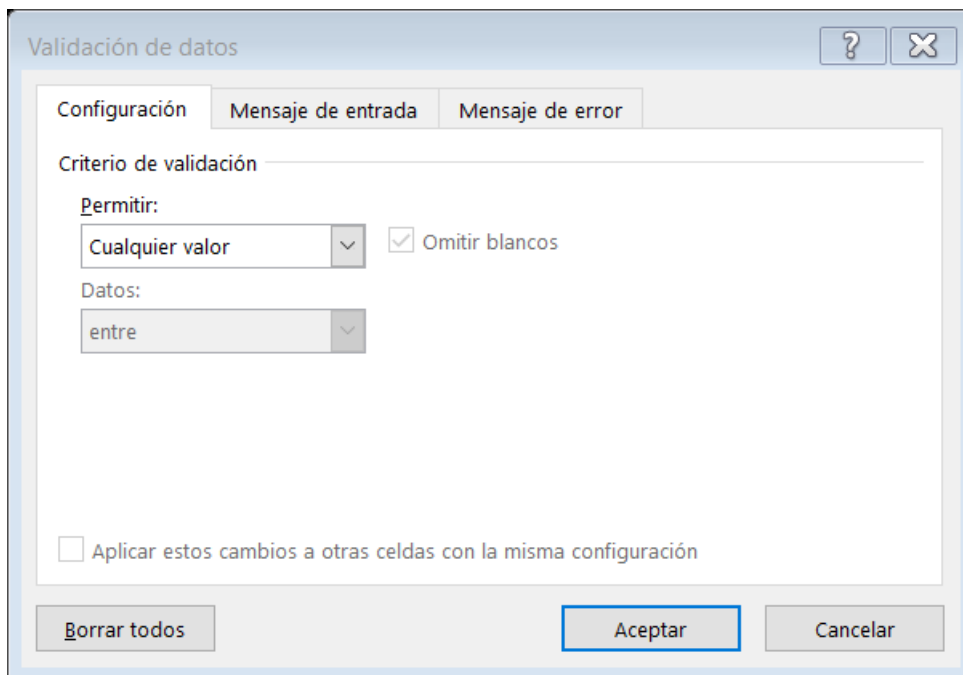 Validación de datos
Configuración Mensaje de entrada Mensaje de error
Criterio de validación
Permitir:
Cualquier valor Omitir blancos
Datos:
entre
Aplicar estos cambios a otras celdas con la misma configuración
Borrar todos Aceptar Cancelar